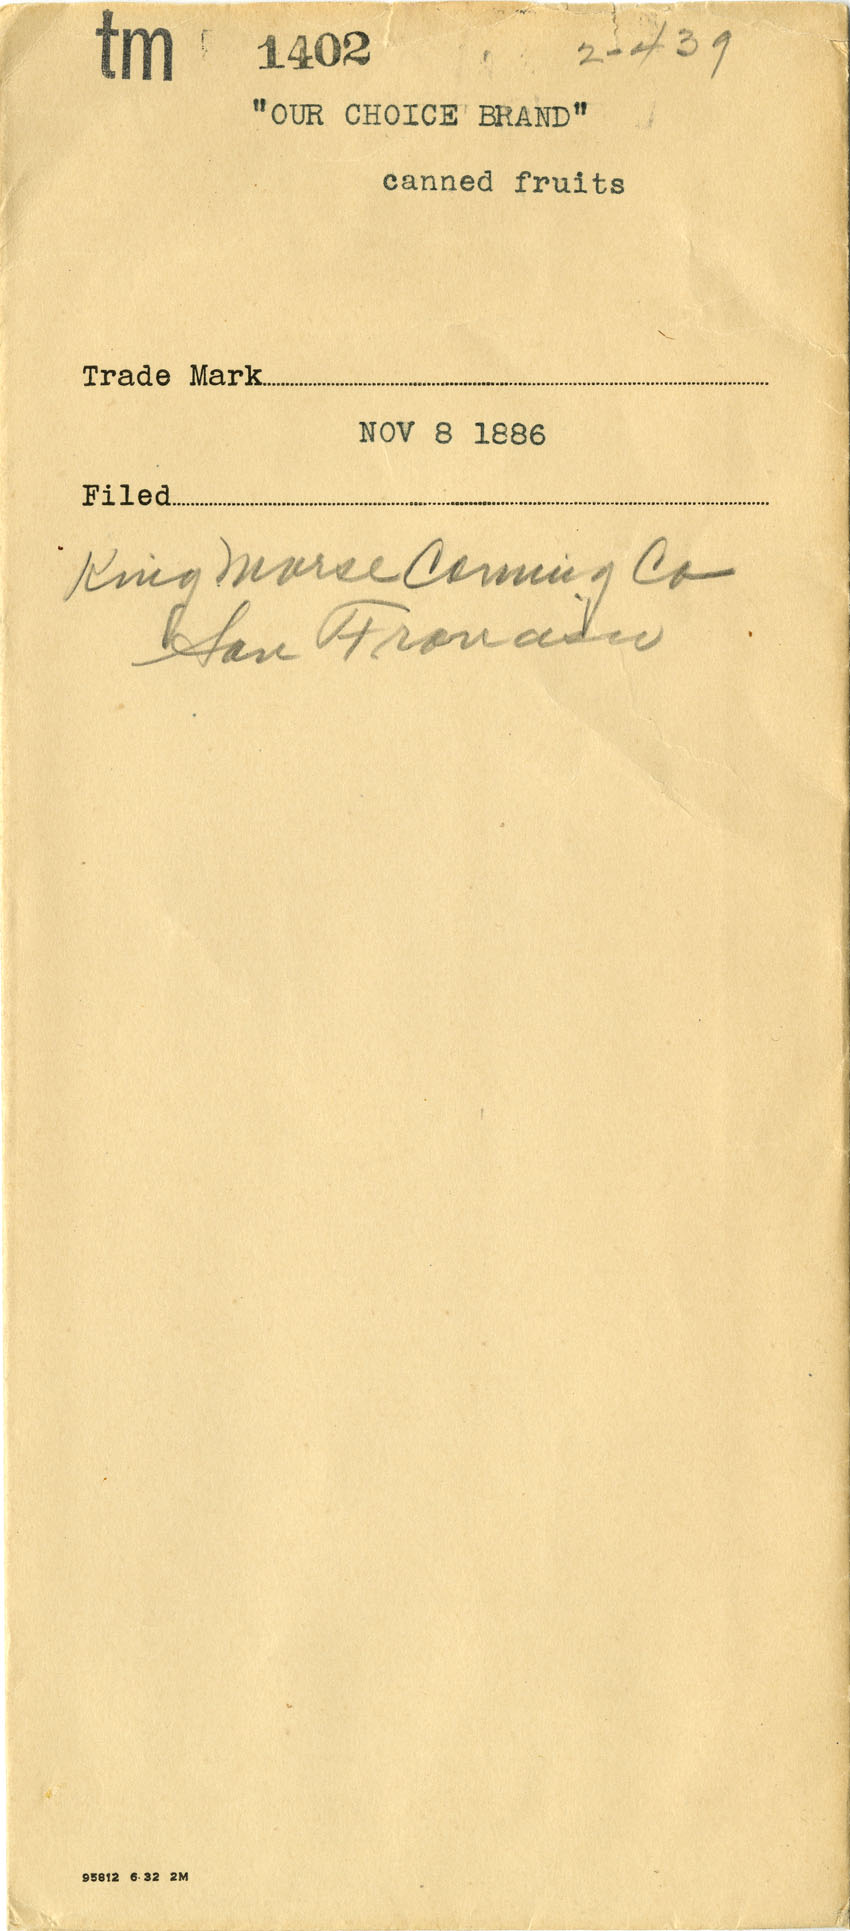 tm 1402 2-439
"OUR CHOICE BRAND"
canned fruits
Trade Mark
NOV 8 1886
Filed
King Morse Canning Co
San Francisco
95812 6-32 2M